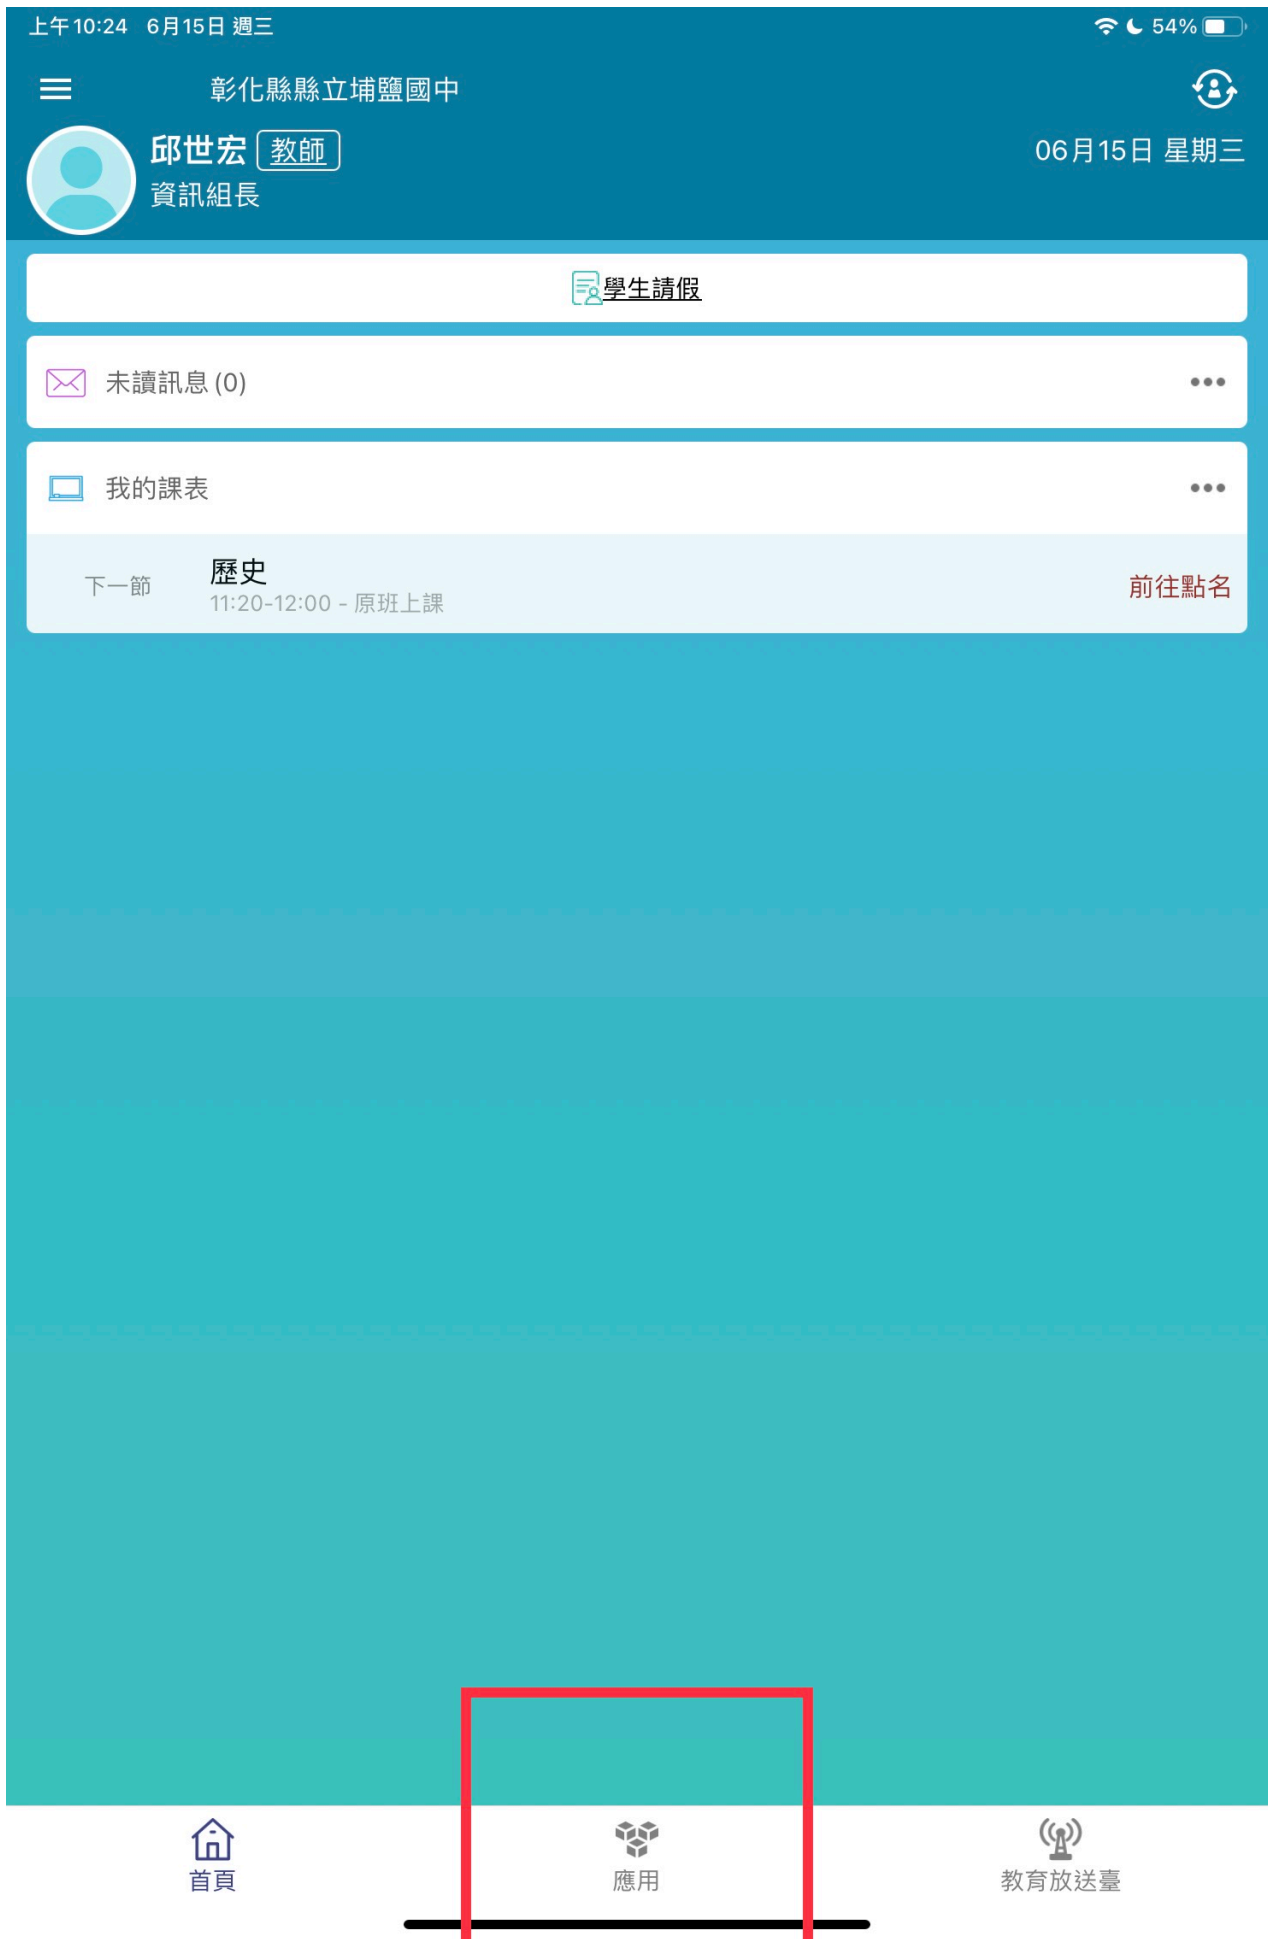 上午10:24 6月15日 週三 54%
彰化縣縣立埔鹽國中
邱世宏 教師 06月15日 星期三
資訊組長
學生請假
未讀訊息 (0)
我的課表
下一節 歷史 前往點名
11:20-12:00 - 原班上課
首頁 應用 教育放送臺